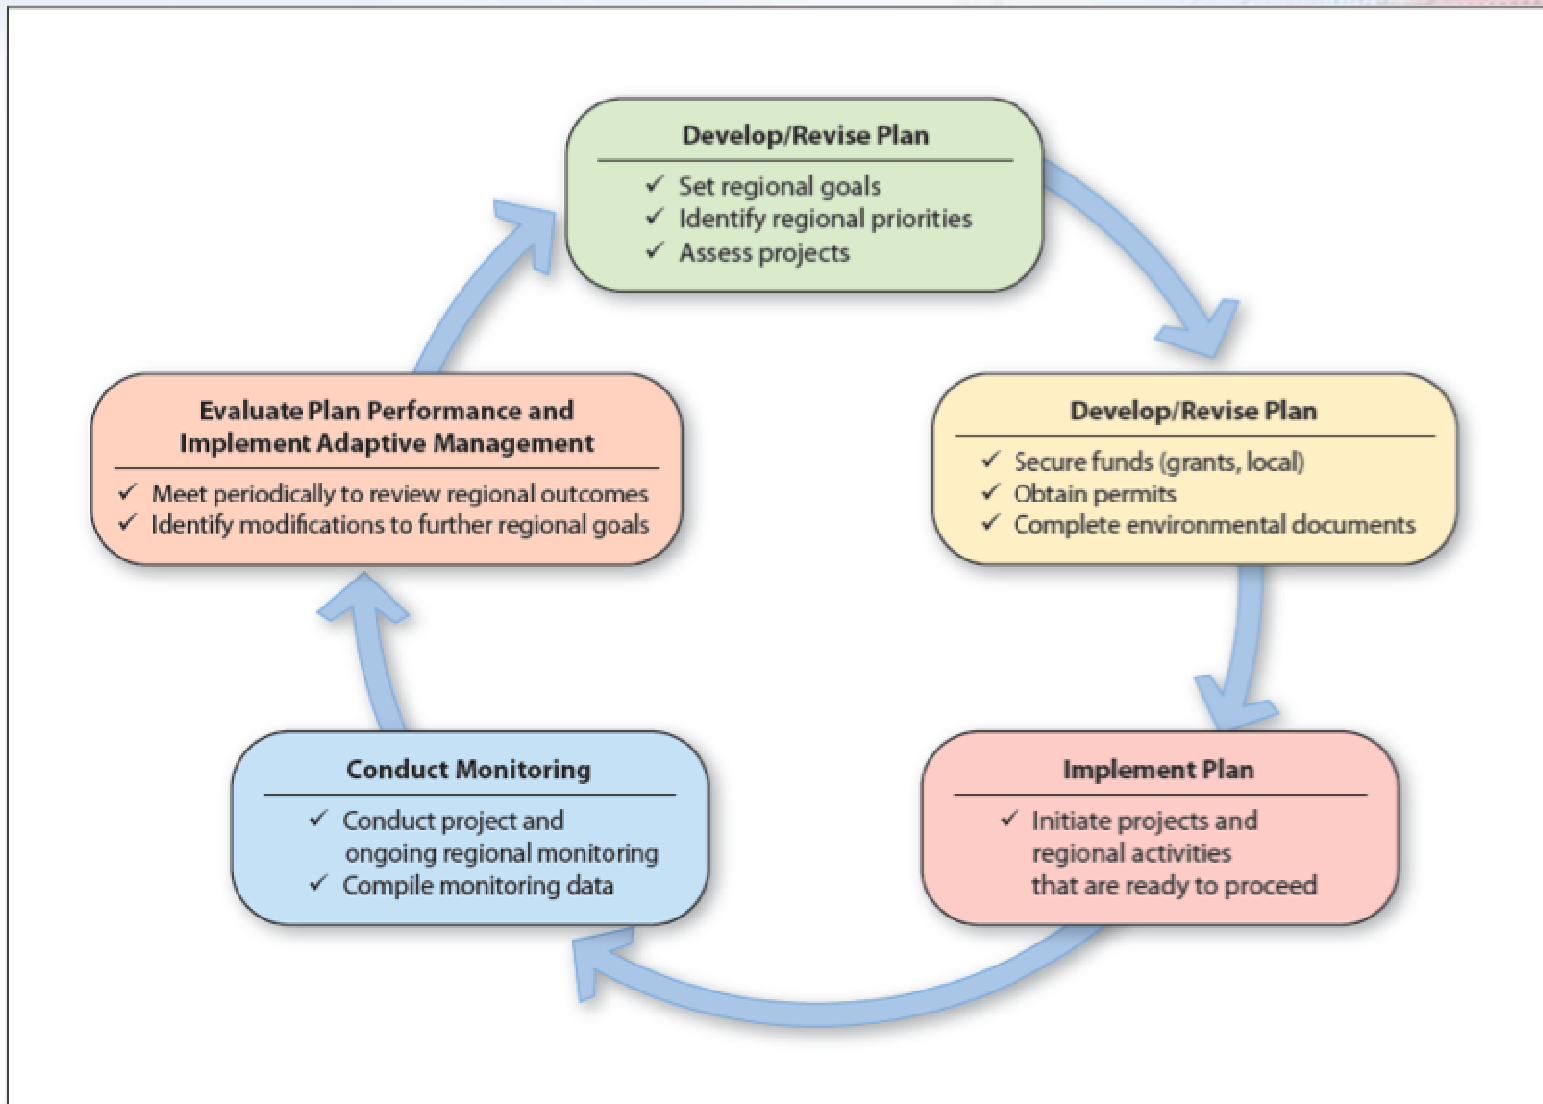 Develop/Revise Plan
✓ Set regional goals
✓ Identify regional priorities
✓ Assess projects
Develop/Revise Plan
✓ Secure funds (grants, local)
✓ Obtain permits
✓ Complete environmental documents
Implement Plan
✓ Initiate projects and
regional activities
that are ready to proceed
Conduct Monitoring
✓ Conduct project and
ongoing regional monitoring
✓ Compile monitoring data
Evaluate Plan Performance and
Implement Adaptive Management
✓ Meet periodically to review regional outcomes
✓ Identify modifications to further regional goals